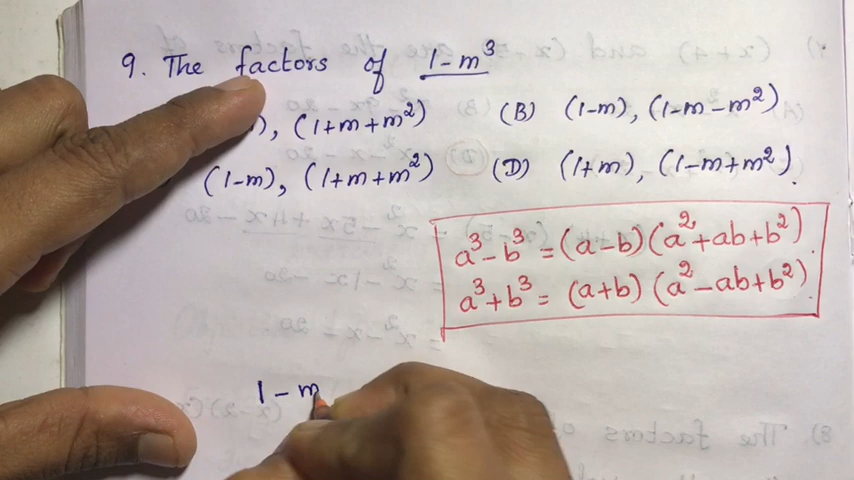 9. The factors of 1-m³
), (1+m+m²) (B) (1-m), (1-m-m²)
(1-m), (1+m+m²) (D) (1+m), (1-m+m²).
a³-b³ = (a-b)(a²+ab+b²).
a³+b³ = (a+b) (a²-ab+b²).
1-m